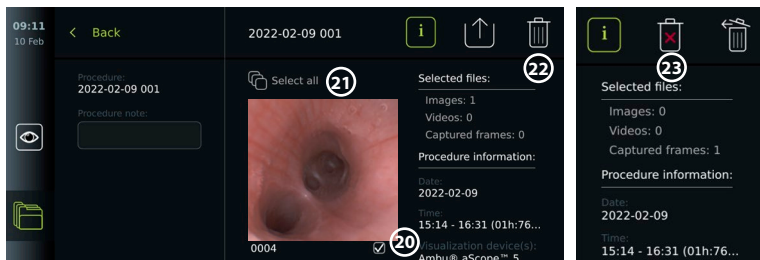 09:11
10 Feb
Back
Procedure:
2022-02-09 001
Procedure note:
2022-02-09 001
i
22
Select all
21
0004
20
Selected files:
Images: 1
Videos: 0
Captured frames: 0
Procedure information:
Date:
2022-02-09
Time:
15:14 - 16:31 (01h:76...
Visualization device(s):
Ambu® aScope™ 5
i
23
Selected files:
Images: 0
Videos: 0
Captured frames: 1
Procedure information:
Date:
2022-02-09
Time:
15:14 - 16:31 (01h:76...